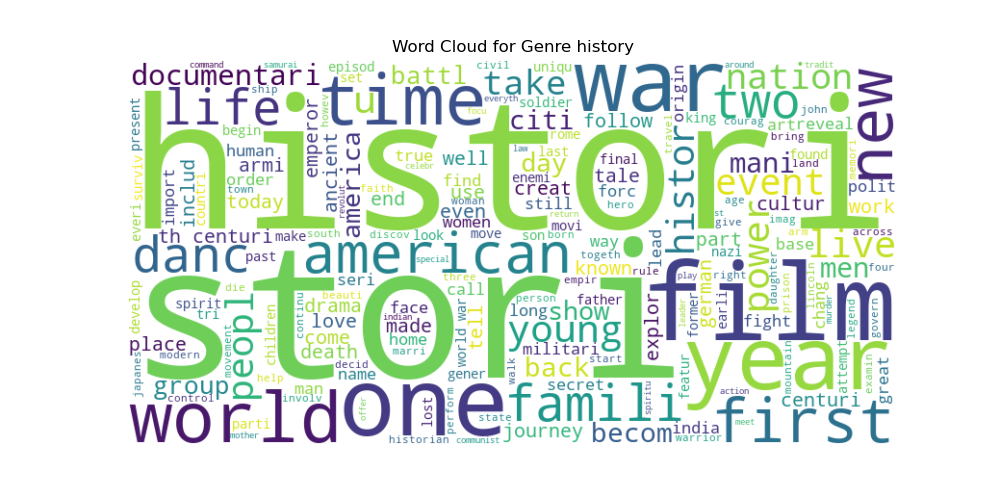 Word Cloud for Genre history
command samurai episod civil uniqu around tradit
documentari set battl take war nation
present life time u ship everyth focu soldier citi follow origin king courag two john artreveal new
histori
begin howev emperor true rome last travel bring found
surviv human armi ancient america celebr well law day final tale mani land memori
import includ order faith find enemi creat forc hero histor event cultur polit
countri town today revolut end use woman still age imag work
everi south even women return movi st give arm across
th centuri make discov look move son born way lead part base live
danc past american special togeth known rule nazi power men four
stori film
develop spirit die seri beauti three call person empir play right daughter chang
tri peopl continu drama face indian made tell long father show explor former earli german prison lincoln murder legend govern
movement children love come home world war young leader fight
place death marri militari attempt
japanes modern decid gener walk start back featur year mountain examin great
group help name secret spiritu action
control man involv lost perform offer state famili centuri
world parti one journey becom india meet first
mother historian communist warrior